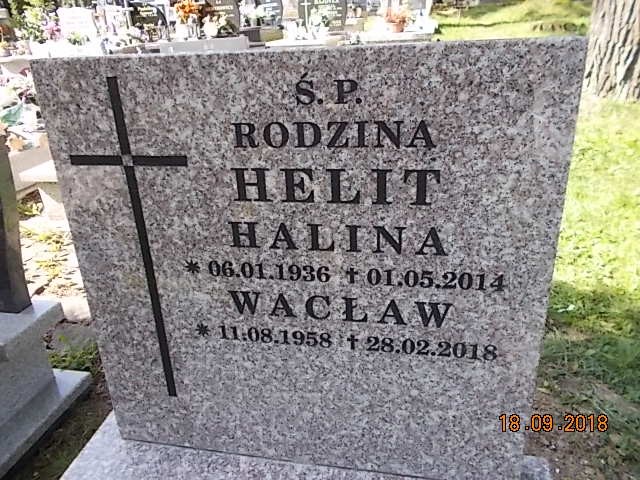 Ś. P.
RODZINA
HELIT
HALINA
* 06.01.1936 † 01.05.2014
WACŁAW
* 11.08.1958 † 28.02.2018
18.09.2018